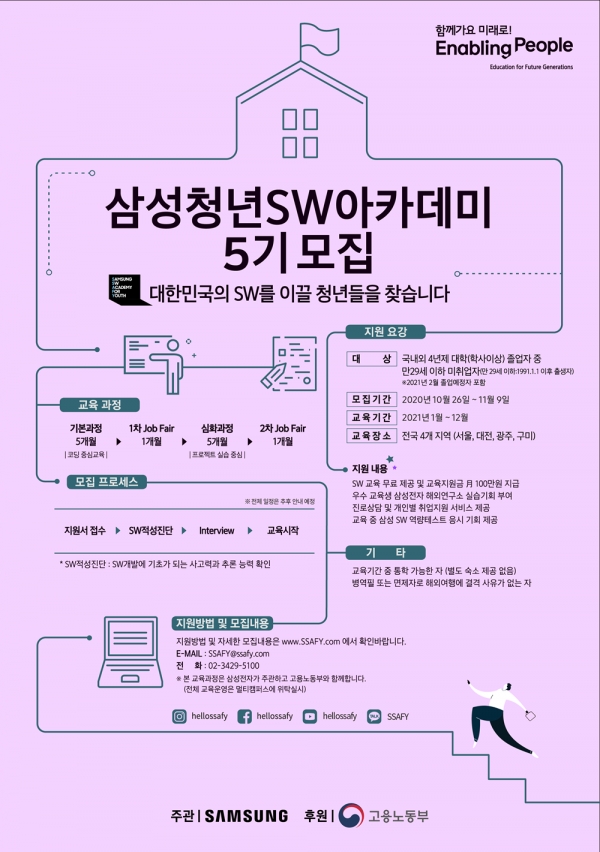 함께가요 미래로!
Enabling People
Education for Future Generations
삼성청년SW아카데미
5기 모집
SAMSUNG
SW
ACADEMY
FOR
YOUTH
대한민국의 SW를 이끌 청년들을 찾습니다
지원 요강
대 상 국내외 4년제 대학(학사이상) 졸업자 중
만29세 이하 미취업자(만 29세 이하:1991.1.1 이후 출생자)
※2021년 2월 졸업예정자 포함
모집기간 2020년 10월 26일 ~ 11월 9일
교육기간 2021년 1월 ~ 12월
교육장소 전국 4개 지역 (서울, 대전, 광주, 구미)
지원 내용 *
SW 교육 무료 제공 및 교육지원금 月 100만원 지급
우수 교육생 삼성전자 해외연구소 실습기회 부여
진로상담 및 개인별 취업지원 서비스 제공
교육 중 삼성 SW 역량테스트 응시 기회 제공
기 타
교육기간 중 통학 가능한 자 (별도 숙소 제공 없음)
병역필 또는 면제자로 해외여행에 결격 사유가 없는 자
교육 과정
기본과정 1차 Job Fair 심화과정 2차 Job Fair
5개월 1개월 5개월 1개월
| 코딩 중심교육 | | 프로젝트 실습 중심 |
모집 프로세스
※ 전체 일정은 추후 안내 예정
지원서 접수 SW적성진단 Interview 교육시작
* SW적성진단 : SW개발에 기초가 되는 사고력과 추론 능력 확인
지원방법 및 모집내용
지원방법 및 자세한 모집내용은 www.SSAFY.com 에서 확인바랍니다.
E-MAIL : SSAFY@ssafy.com
전 화 : 02-3429-5100
※ 본 교육과정은 삼성전자가 주관하고 고용노동부와 함께합니다.
(전체 교육운영은 멀티캠퍼스에 위탁실시)
hellossafy hellossafy hellossafy TALK SSAFY
주관 | SAMSUNG 후원 | 고용노동부